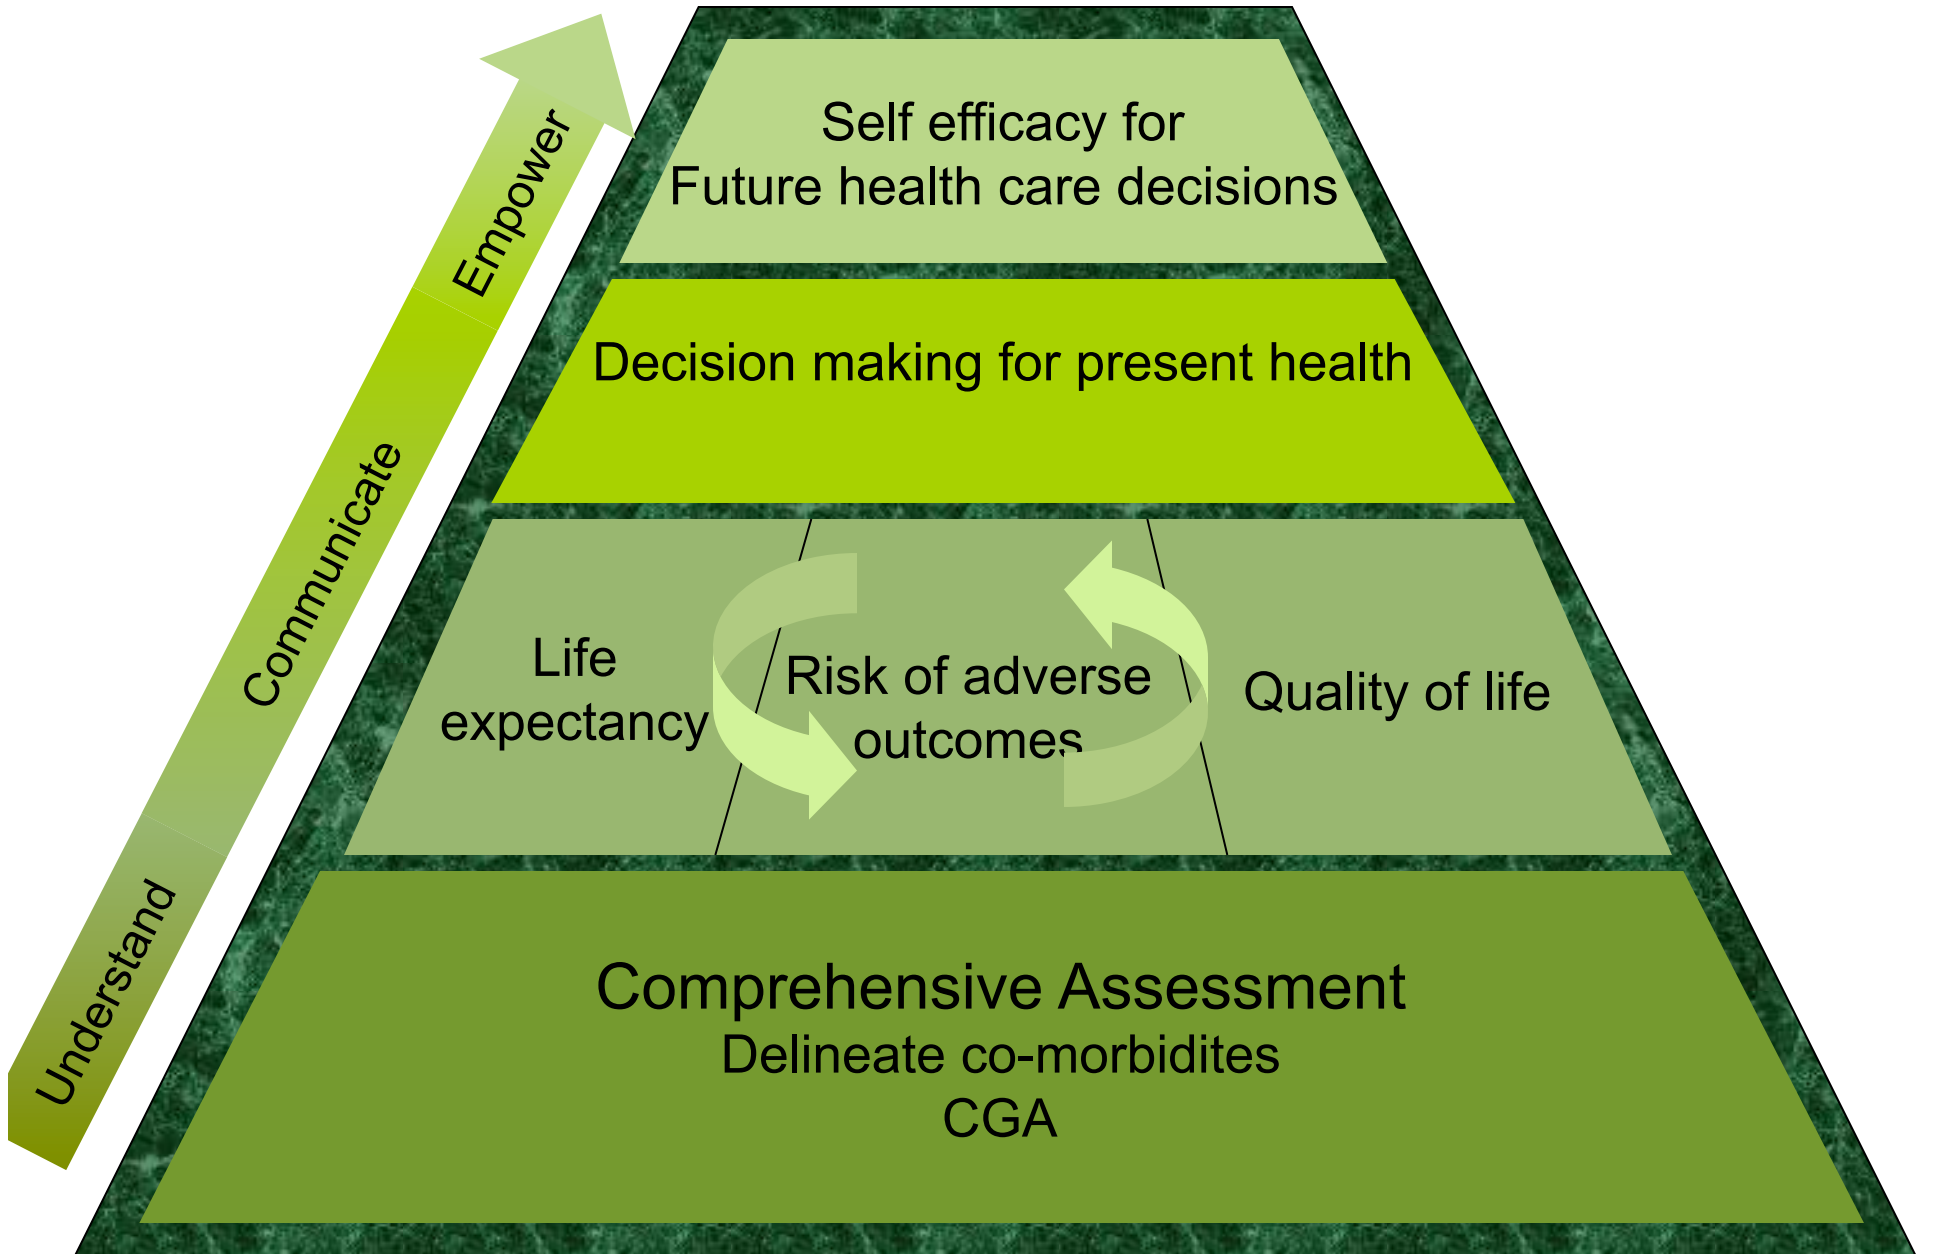 Self efficacy for
Future health care decisions
Decision making for present health
Life
expectancy
Risk of adverse
outcomes
Quality of life
Comprehensive Assessment
Delineate co-morbidites
CGA
Empower
Communicate
Understand